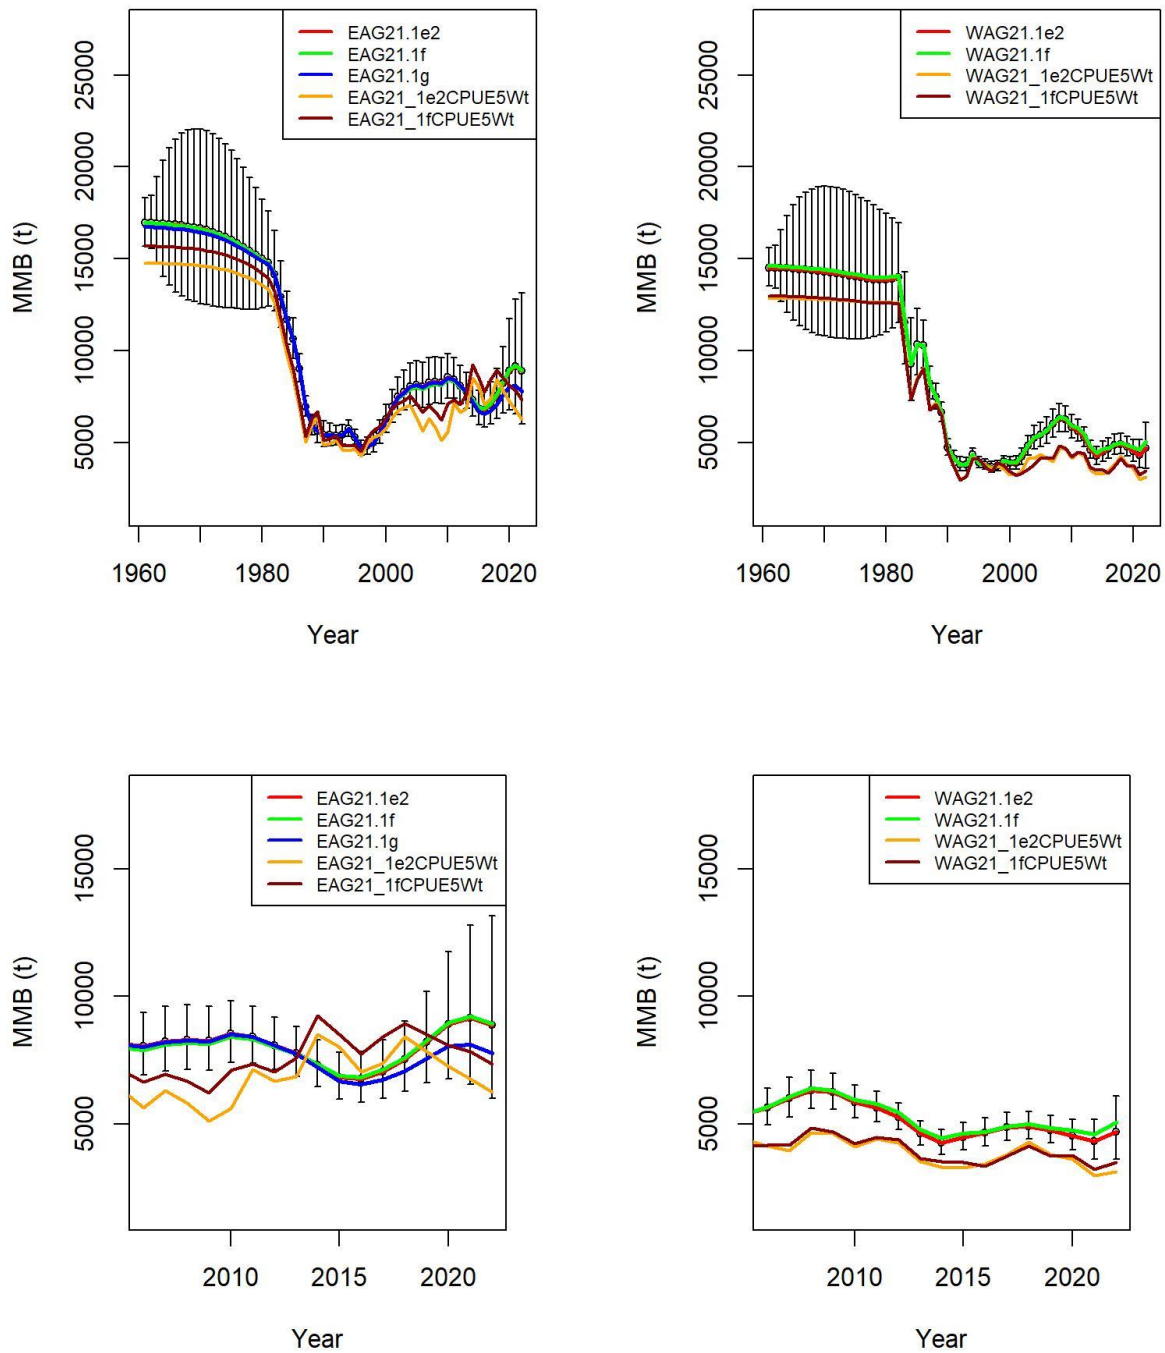 EAG21.1e2
EAG21.1f
EAG21.1g
EAG21_1e2CPUE5Wt
EAG21_1fCPUE5Wt
MMB (t)
25000
20000
15000
10000
5000
1960 1980 2000 2020
Year
WAG21.1e2
WAG21.1f
WAG21_1e2CPUE5Wt
WAG21_1fCPUE5Wt
MMB (t)
25000
20000
15000
10000
5000
1960 1980 2000 2020
Year
EAG21.1e2
EAG21.1f
EAG21.1g
EAG21_1e2CPUE5Wt
EAG21_1fCPUE5Wt
MMB (t)
15000
10000
5000
2010 2015 2020
Year
WAG21.1e2
WAG21.1f
WAG21_1e2CPUE5Wt
WAG21_1fCPUE5Wt
MMB (t)
15000
10000
5000
2010 2015 2020
Year